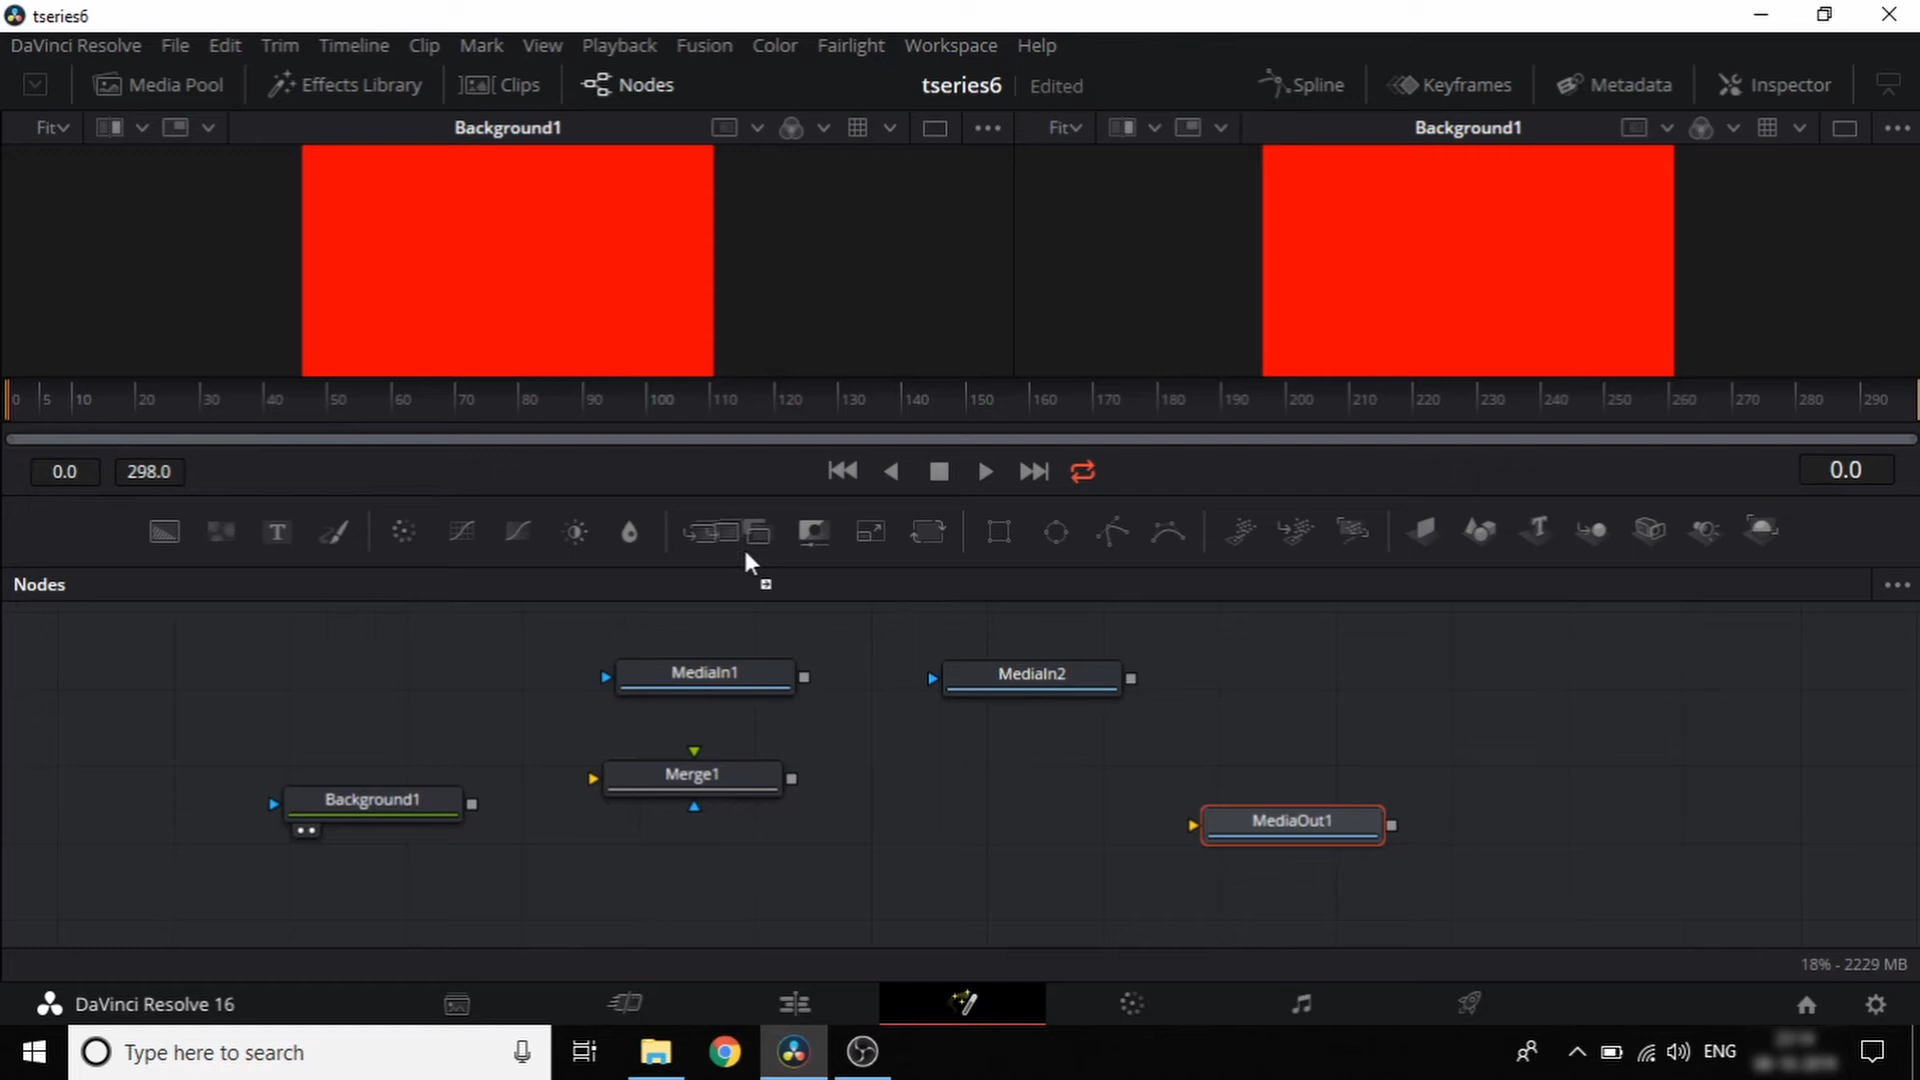 tseries6
DaVinci Resolve File Edit Trim Timeline Clip Mark View Playback Fusion Color Fairlight Workspace Help
Media Pool Effects Library Clips Nodes tseries6 Edited Spline Keyframes Metadata Inspector
Fit Background1 Fit Background1
0 5 10 20 30 40 50 60 70 80 90 100 110 120 130 140 150 160 170 180 190 200 210 220 230 240 250 260 270 280 290
0.0 298.0 0.0
T T
Nodes
MediaIn1 MediaIn2
Merge1
Background1
MediaOut1
18% - 2229 MB
DaVinci Resolve 16
Type here to search ENG